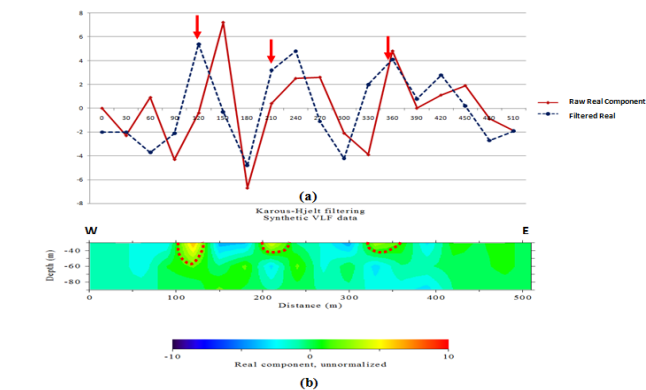 8
6
4
2
0
-2
-4
-6
-8
0 30 60 90 120 150 180 210 240 270 300 330 360 390 420 450 480 510
Raw Real Component
Filtered Real
(a)
Karous-Hjelt filtering
Synthetic VLF data
W E
Depth (m)
-40
-60
-80
0 100 200 300 400 500
Distance (m)
-10 0 10
Real component, unnormalized
(b)